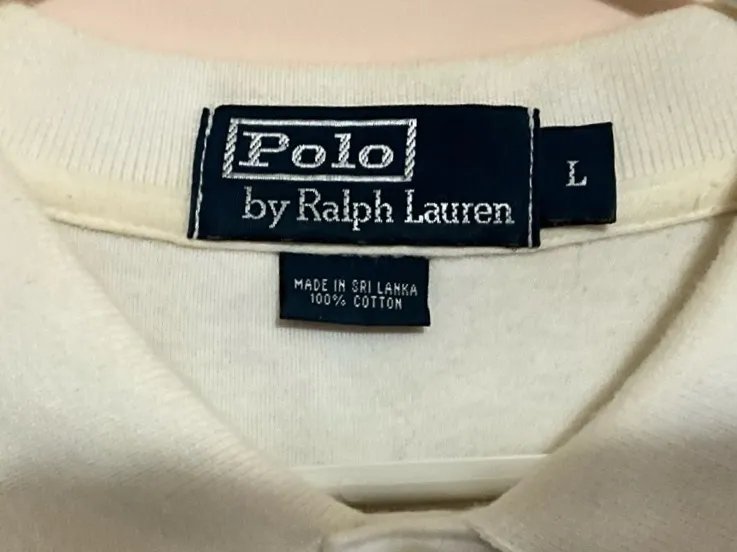 Polo
by Ralph Lauren
L
MADE IN SRI LANKA
100% COTTON